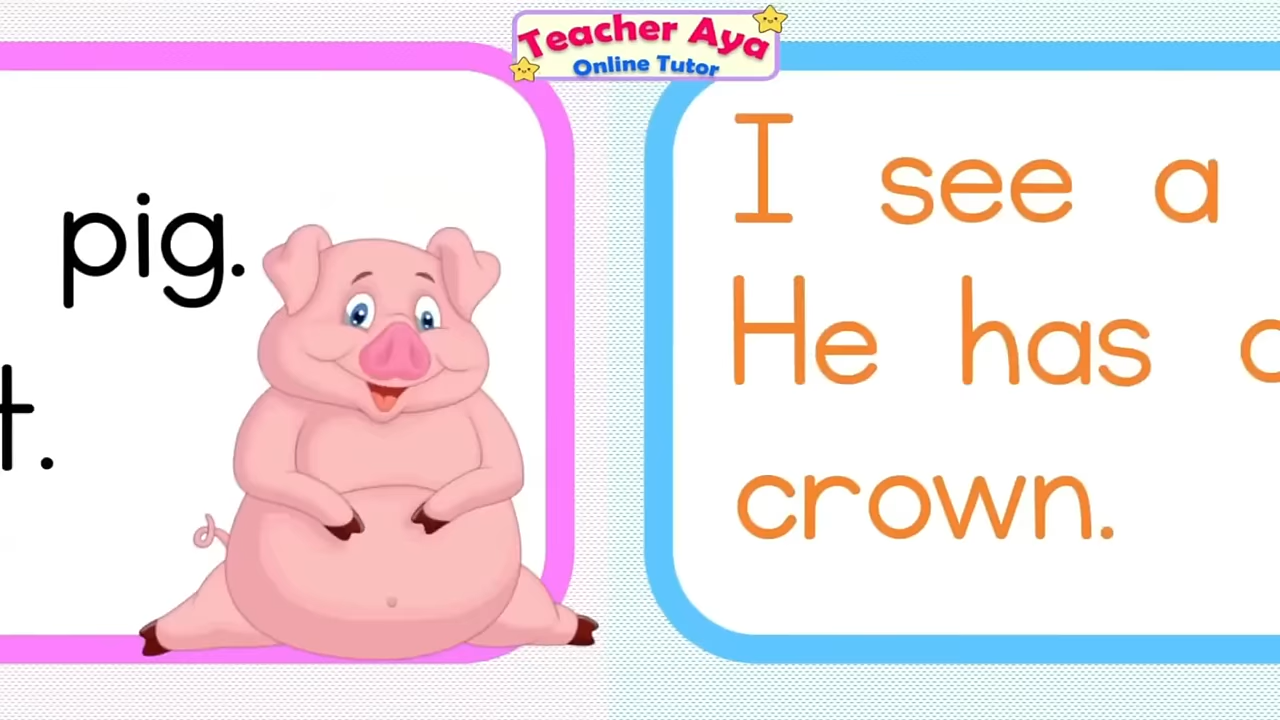 Teacher Aya
Online Tutor
pig.
t.
I see a
He has
crown.